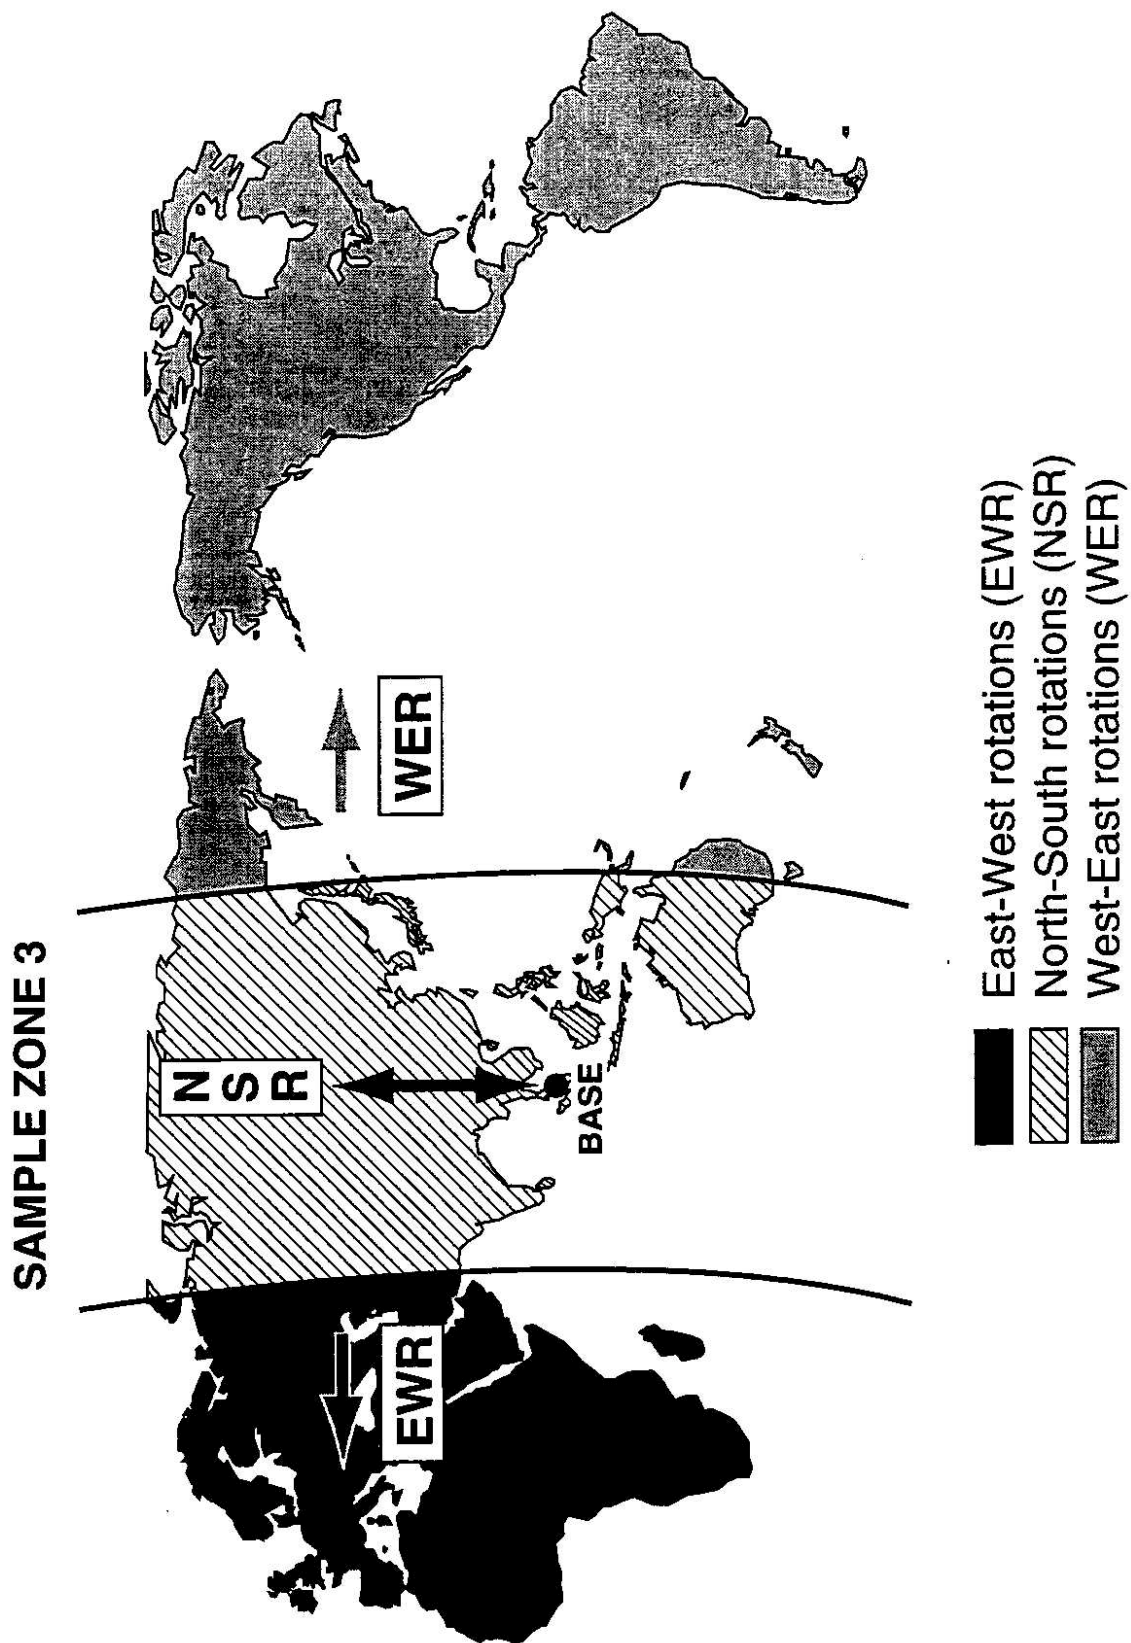 SAMPLE ZONE 3
N
S
R
WER
EWR
BASE
East-West rotations (EWR)
North-South rotations (NSR)
West-East rotations (WER)